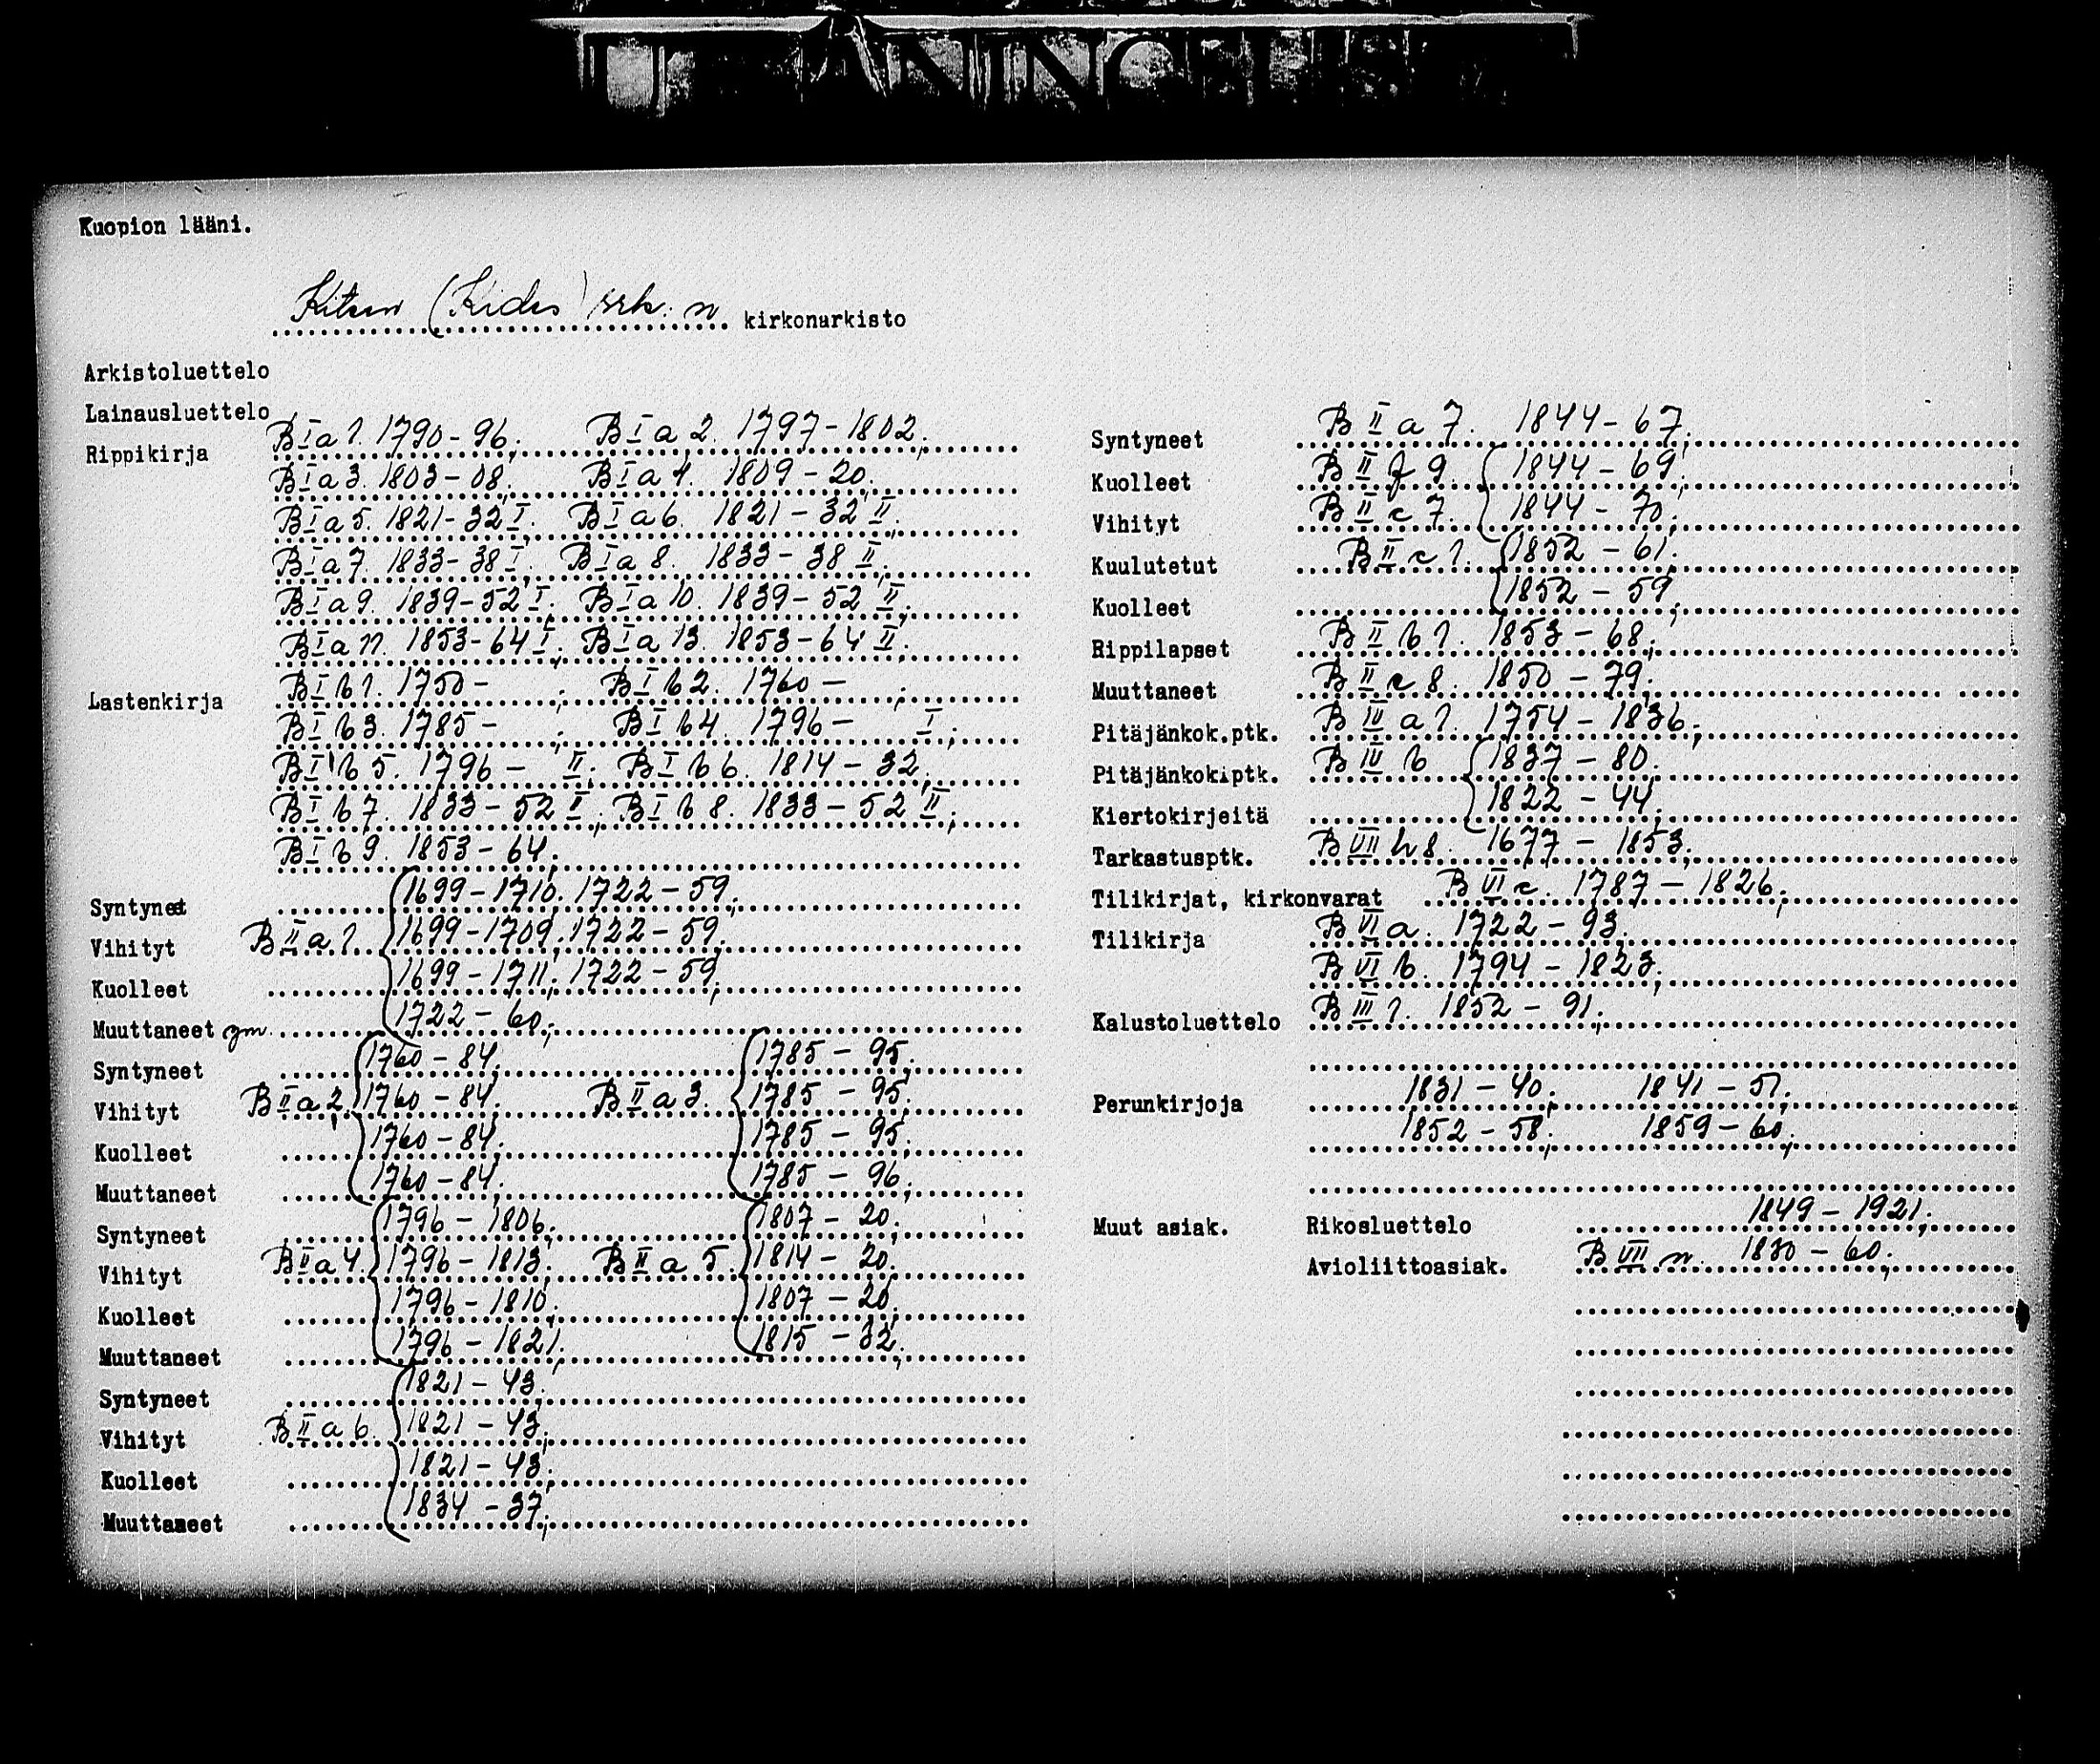 Kuopion lääni.
Kiteen (Kides) srk:n kirkonarkisto
Arkistoluettelo
Lainausluettelo
Rippikirja B I a 1. 1790-96; B I a 2. 1797-1802;
B I a 3. 1803-08; B I a 4. 1809-20;
B I a 5. 1821-32 I; B I a 6. 1821-32 II;
B I a 7. 1833-38 I; B I a 8. 1833-38 II;
B I a 9. 1839-52 I; B I a 10. 1839-52 II;
B I a 11. 1853-64 I; B I a 13. 1853-64 II;
Lastenkirja B I b 1. 1750- ; B I b 2. 1760- ;
B I b 3. 1785- ; B I b 4. 1796- I;
B I b 5. 1796- II; B I b 6. 1814-32;
B I b 7. 1833-52 I; B I b 8. 1833-52 II;
B I b 9. 1853-64;
Syntynet 1699-1710; 1722-59;
Vihityt B II a 1. 1699-1709; 1722-59;
Kuolleet 1699-1711; 1722-59;
Muuttaneet ym. 1722-60;
Syntyneet 1760-84; 1785-95;
Vihityt B II a 2. 1760-84; B II a 3. 1785-95;
Kuolleet 1760-84; 1785-95;
Muuttaneet 1760-84; 1785-96;
Syntyneet 1796-1806; 1807-20;
Vihityt B II a 4. 1796-1813; B II a 5. 1814-20;
Kuolleet 1796-1810; 1807-20;
Muuttaneet 1796-1821; 1815-32;
Syntyneet 1821-43;
Vihityt B II a 6. 1821-43;
Kuolleet 1821-43;
Muuttaneet 1834-37;
Syntyneet B II a 7. 1844-67;
Kuolleet B II f 9. 1844-69;
Vihityt B II c 7. 1844-70;
Kuulutetut B II c 1. 1852-61;
Kuolleet 1852-59;
Rippilapset B II b 1. 1853-68;
Muuttaneet B II e 8. 1850-79;
Pitäjänkok.ptk. B IV a 1. 1754-1836;
Pitäjänkok.ptk. B IV b 1837-80.
Kiertokirjeitä 1822-44;
Tarkastusptk. B VII h 8. 1677-1853;
Tilikirjat, kirkonvarat B VI c. 1787-1826;
Tilikirja B VI a. 1722-93.
B VI b. 1794-1823;
Kalustoluettelo B III 1. 1852-91;
Perunkirjoja 1831-40; 1841-51;
1852-58; 1859-60;
Muut asiak. Rikosluettelo 1849-1921;
Avioliittoasiak. B VII n. 1830-60;